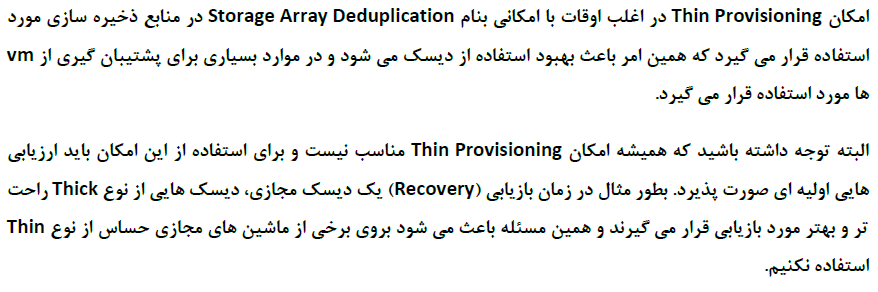 امکان Thin Provisioning در اغلب اوقات با امکانی بنام Storage Array Deduplication در منابع ذخیره سازی مورد
استفاده قرار می گیرد که همین امر باعث بهبود استفاده از دیسک می شود و در موارد بسیاری برای پشتیبان گیری از vm
ها مورد استفاده قرار می گیرد.
البته توجه داشته باشید که همیشه امکان Thin Provisioning مناسب نیست و برای استفاده از این امکان باید ارزیابی
هایی اولیه ای صورت پذیرد. بطور مثال در زمان بازیابی (Recovery) یک دیسک مجازی، دیسک هایی از نوع Thick راحت
تر و بهتر مورد بازیابی قرار می گیرند و همین مسئله باعث می شود بروی برخی از ماشین های مجازی حساس از نوع Thin
استفاده نکنیم.